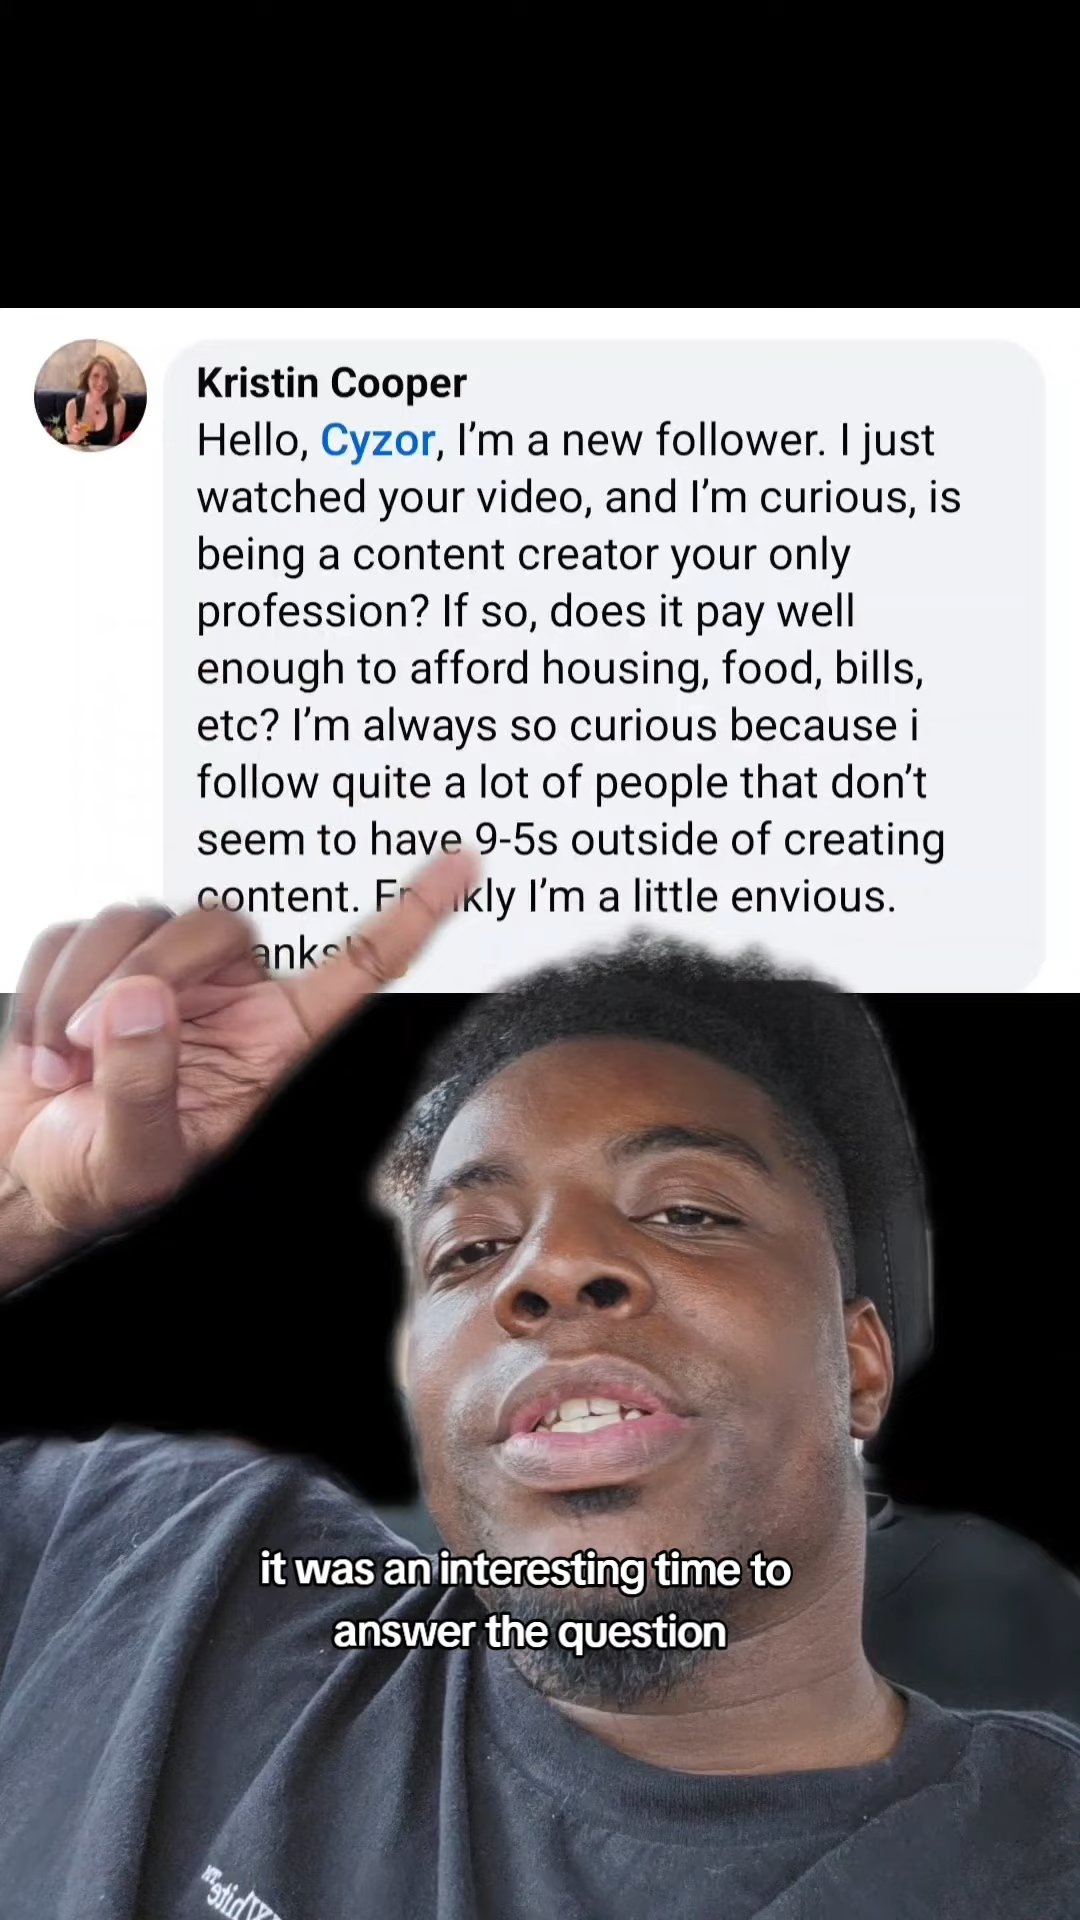 Kristin Cooper
Hello, Cyzor, I'm a new follower. I just
watched your video, and I'm curious, is
being a content creator your only
profession? If so, does it pay well
enough to afford housing, food, bills,
etc? I'm always so curious because i
follow quite a lot of people that don't
seem to have 9-5s outside of creating
content. I'm a little envious.
it was an interesting time to
answer the question